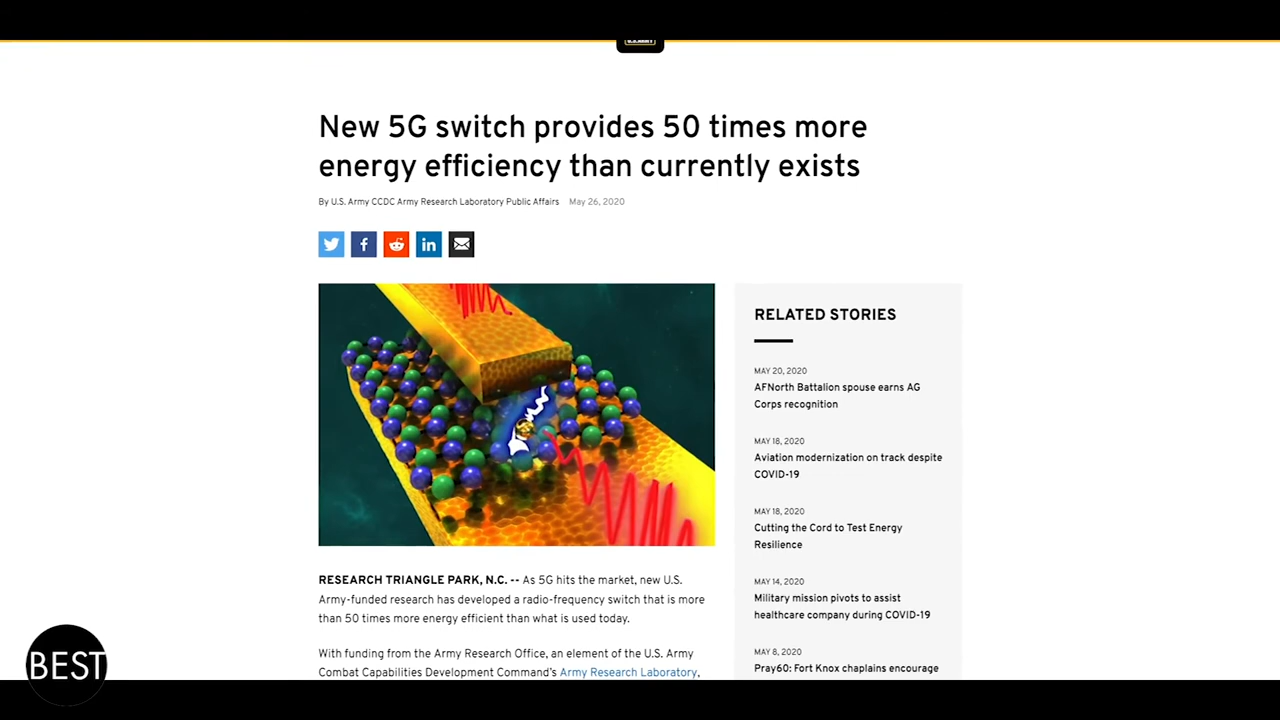 New 5G switch provides 50 times more
energy efficiency than currently exists
By U.S. Army CCDC Army Research Laboratory Public Affairs May 26, 2020
RELATED STORIES
MAY 20, 2020
AFNorth Battalion spouse earns AG
Corps recognition
MAY 18, 2020
Aviation modernization on track despite
COVID-19
MAY 18, 2020
Cutting the Cord to Test Energy
Resilience
MAY 14, 2020
Military mission pivots to assist
healthcare company during COVID-19
MAY 8, 2020
Pray60: Fort Knox chaplains encourage
RESEARCH TRIANGLE PARK, N.C. -- As 5G hits the market, new U.S.
Army-funded research has developed a radio-frequency switch that is more
than 50 times more energy efficient than what is used today.
With funding from the Army Research Office, an element of the U.S. Army
Combat Capabilities Development Command's Army Research Laboratory,
BEST